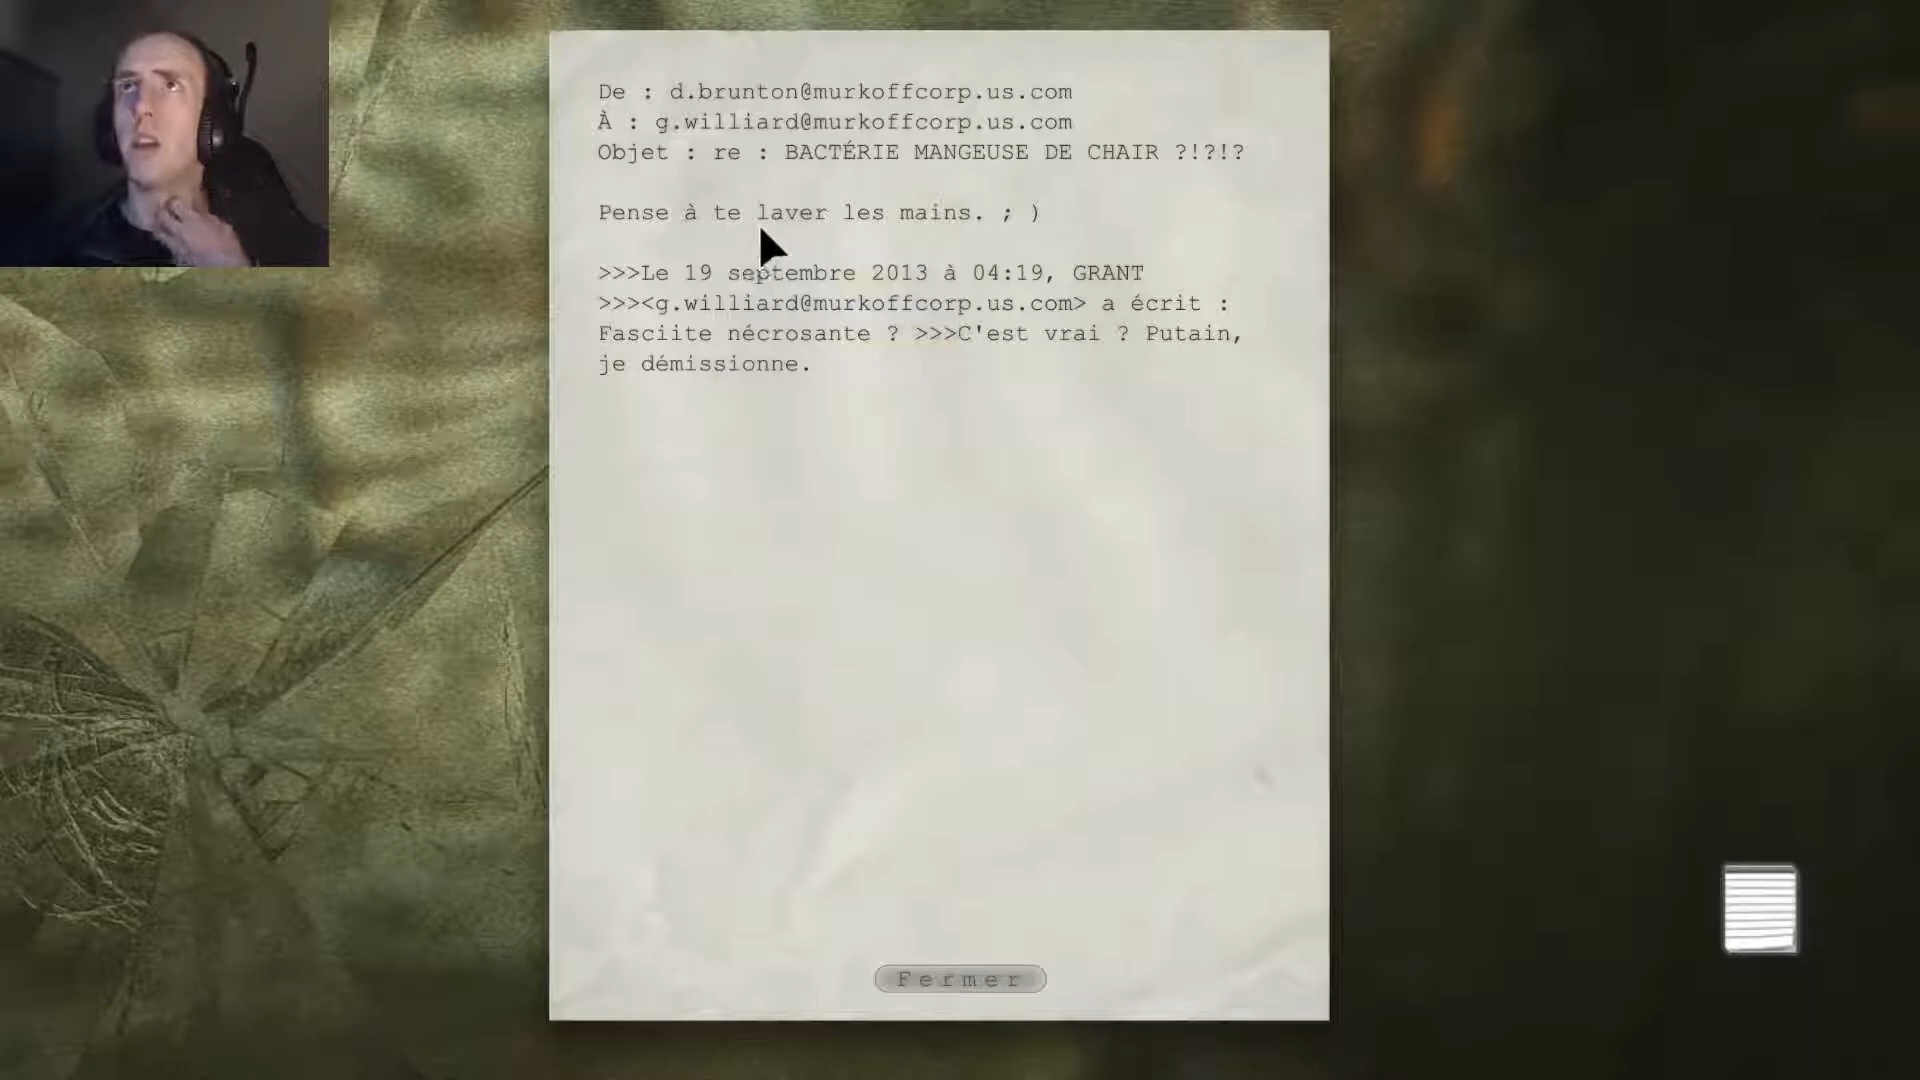 De : d.brunton@murkoffcorp.us.com
À : g.williard@murkoffcorp.us.com
Objet : re : BACTÉRIE MANGEUSE DE CHAIR ?!?!?
Pense à te laver les mains. ; )
>>>Le 19 septembre 2013 à 04:19, GRANT
>>><g.williard@murkoffcorp.us.com> a écrit :
Fasciite nécrosante ? >>>C'est vrai ? Putain,
je démissionne.
Fermer